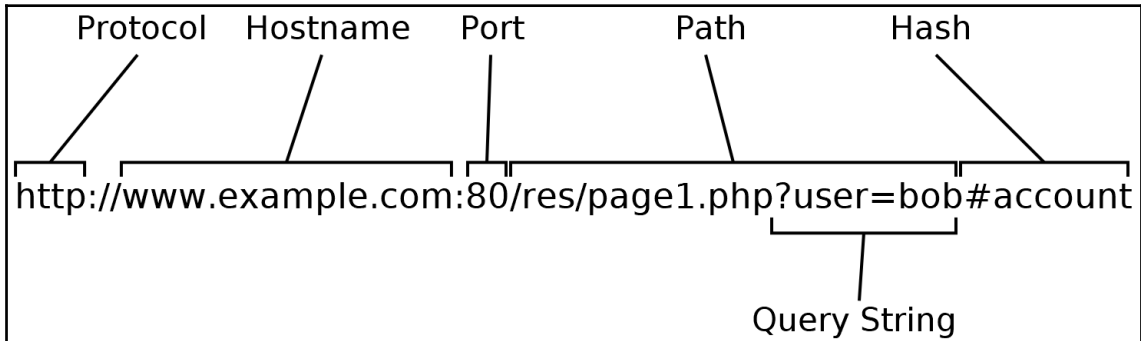 Protocol Hostname Port Path Hash
http://www.example.com:80/res/page1.php?user=bob#account
Query String